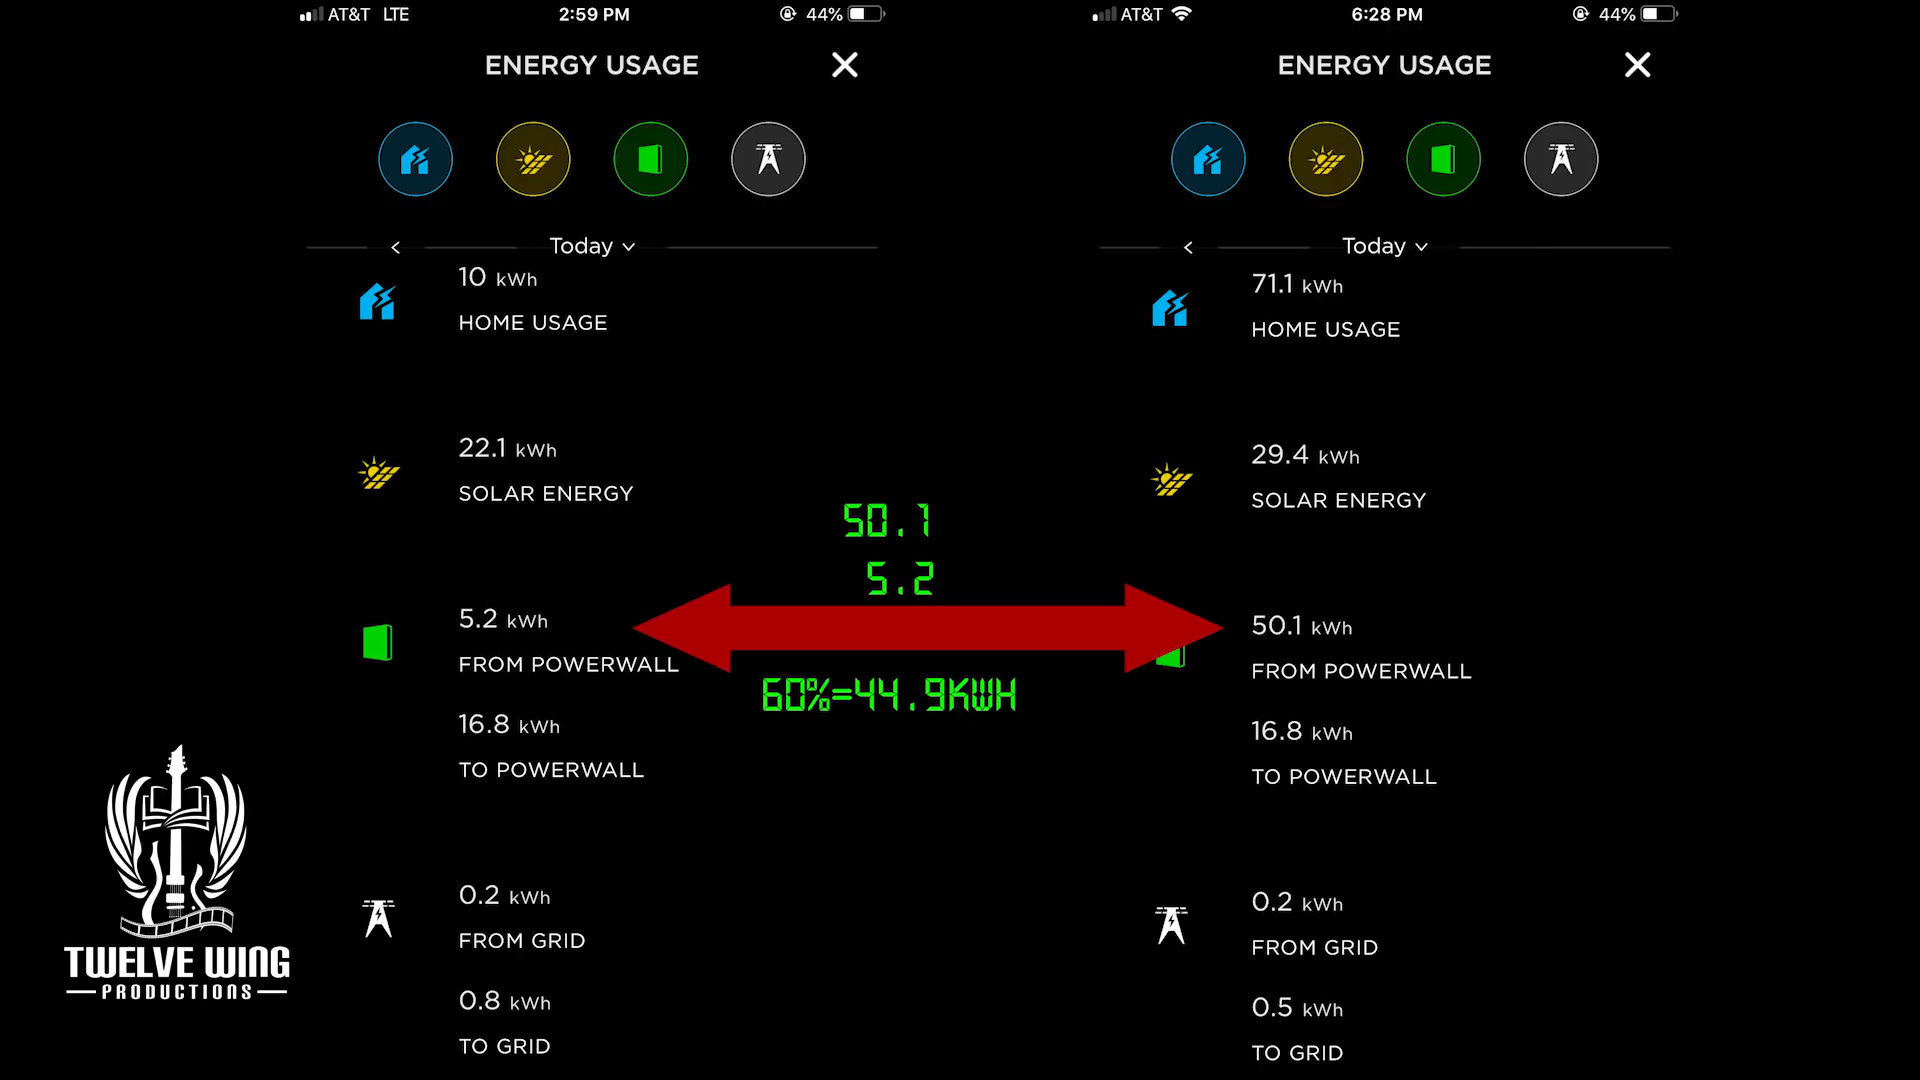 AT&T LTE 2:59 PM 44%
ENERGY USAGE
Today
10 kWh
HOME USAGE
22.1 kWh
SOLAR ENERGY
5.2 kWh
FROM POWERWALL
16.8 kWh
TO POWERWALL
0.2 kWh
FROM GRID
0.8 kWh
TO GRID
50.1
5.2
60%=44.9KWH
AT&T 6:28 PM 44%
ENERGY USAGE
Today
71.1 kWh
HOME USAGE
29.4 kWh
SOLAR ENERGY
50.1 kWh
FROM POWERWALL
16.8 kWh
TO POWERWALL
0.2 kWh
FROM GRID
0.5 kWh
TO GRID
TWELVE WING
PRODUCTIONS